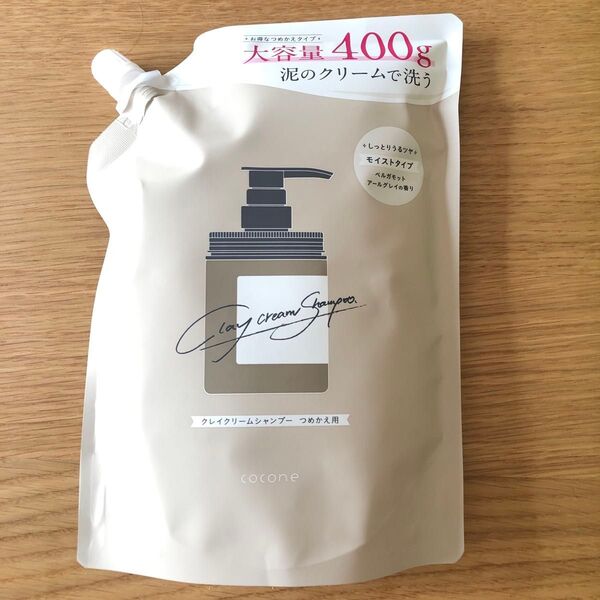 お得なつめかえタイプ
大容量 400g
泥のクリームで洗う
しっとりうるツヤ
モイストタイプ
ベルガモット
アールグレイの香り
Clay cream Shampoo.
クレイクリームシャンプー つめかえ用
cocone